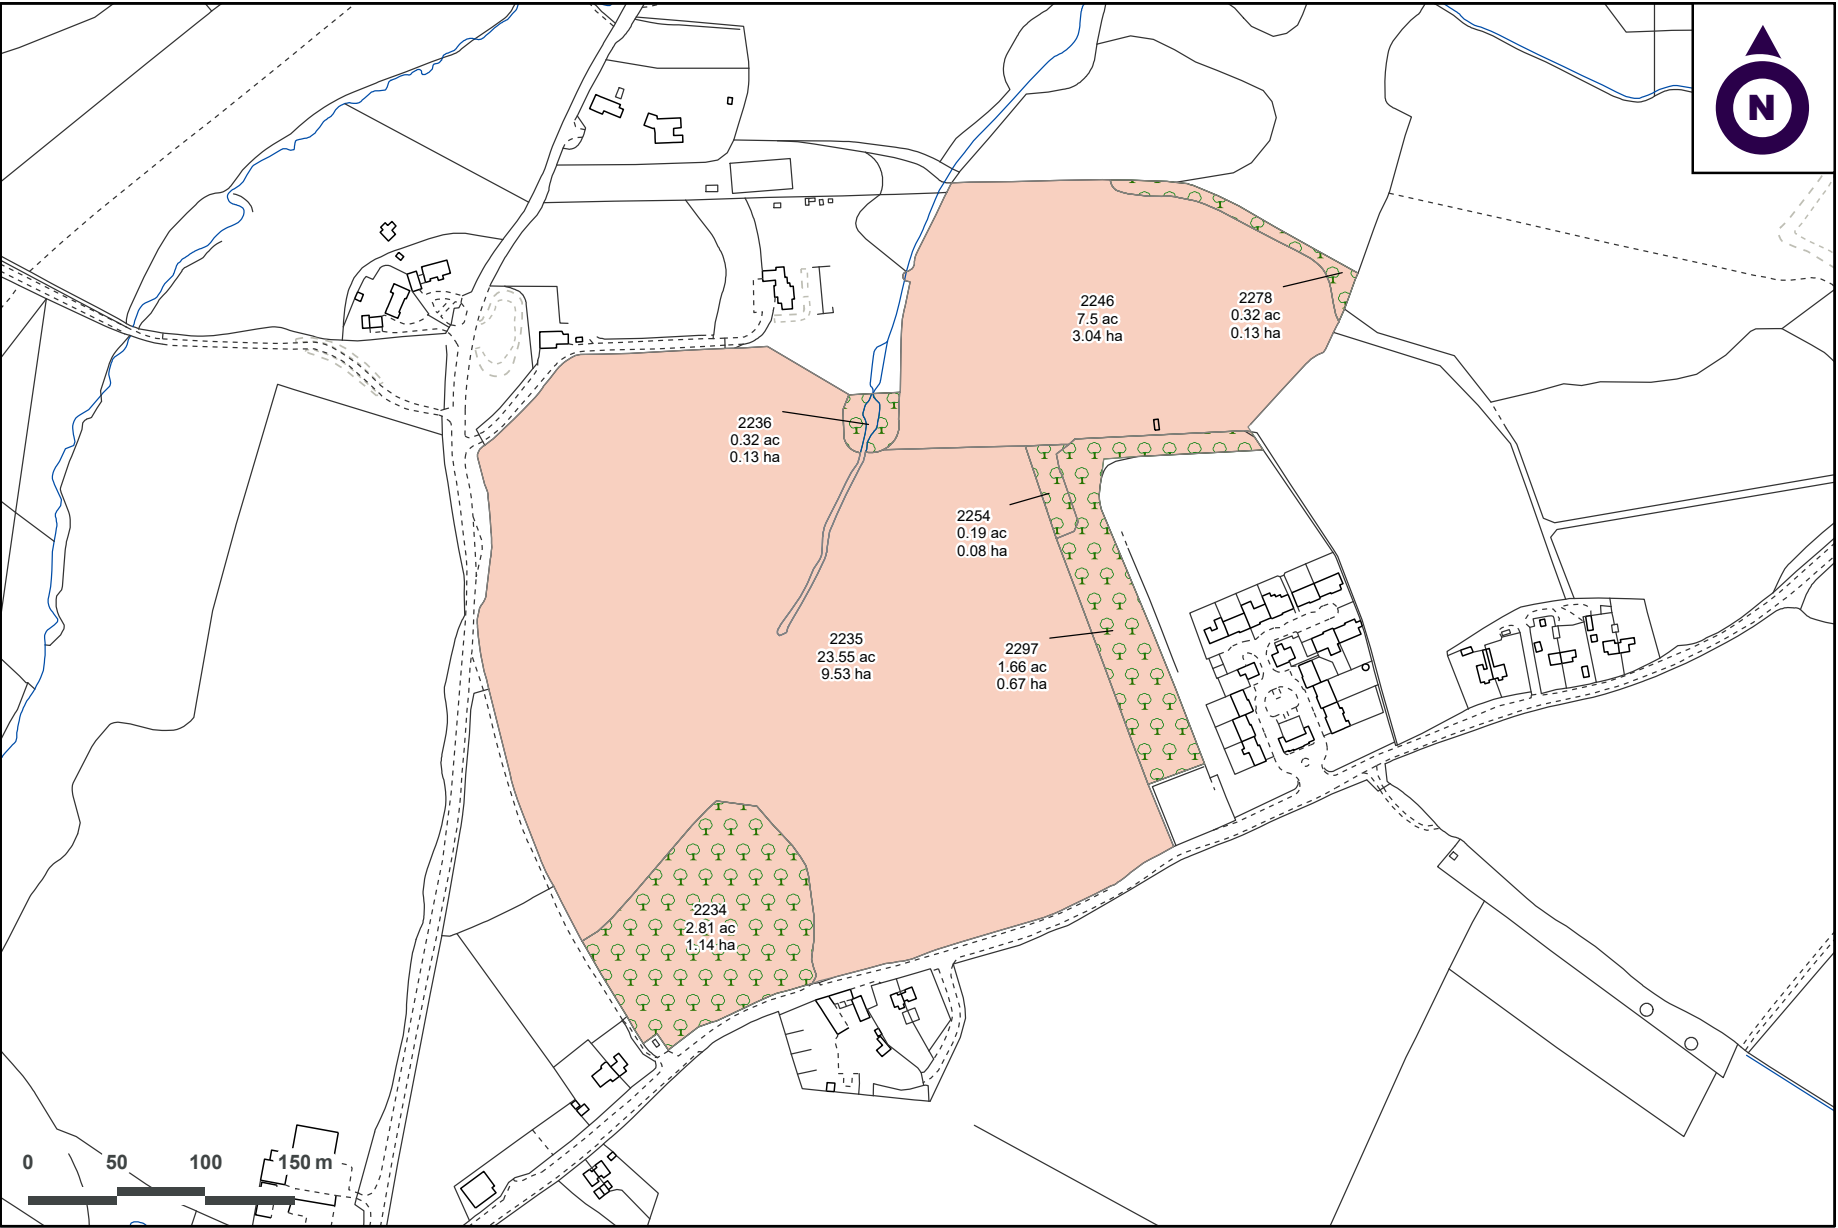 N
2246
7.5 ac
3.04 ha
2278
0.32 ac
0.13 ha
2236
0.32 ac
0.13 ha
2254
0.19 ac
0.08 ha
2235
23.55 ac
9.53 ha
2297
1.66 ac
0.67 ha
2234
2.81 ac
1.14 ha
0 50 100 150 m